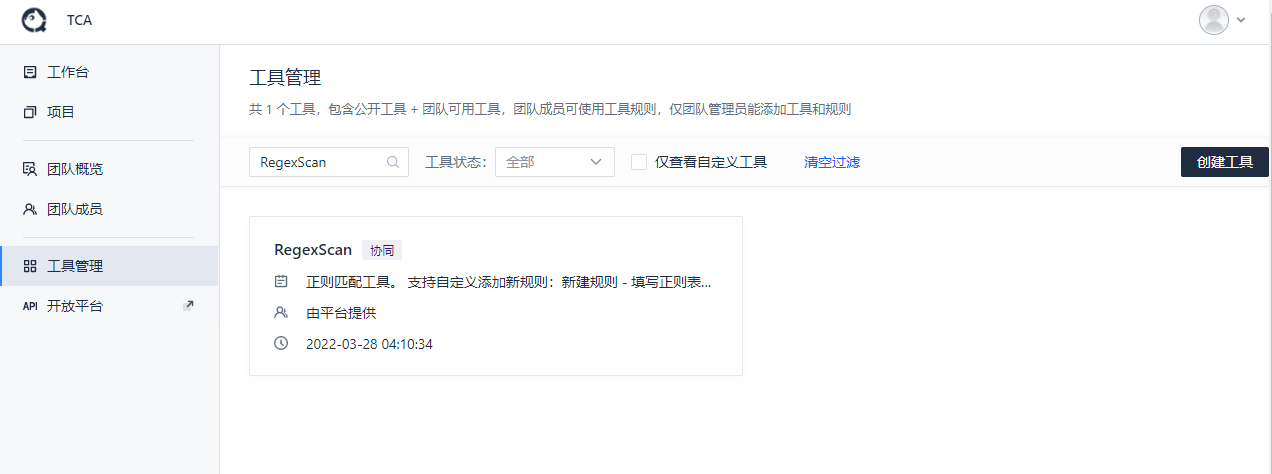 TCA
工作台
项目
团队概览
团队成员
工具管理
API 开放平台
工具管理
共 1 个工具，包含公开工具 + 团队可用工具，团队成员可使用工具规则，仅团队管理员能添加工具和规则
RegexScan 工具状态： 全部 仅查看自定义工具 清空过滤 创建工具
RegexScan 协同
正则匹配工具。 支持自定义添加新规则：新建规则 - 填写正则表...
由平台提供
2022-03-28 04:10:34